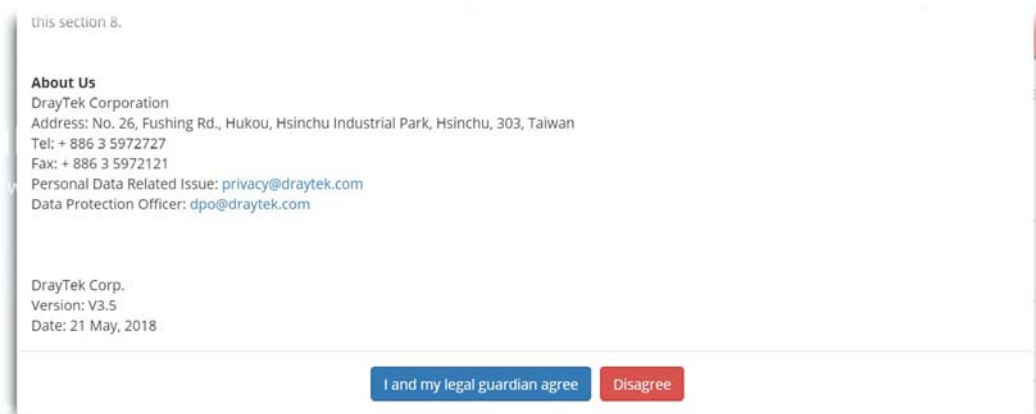 this section 8.
About Us
DrayTek Corporation
Address: No. 26, Fushing Rd., Hukou, Hsinchu Industrial Park, Hsinchu, 303, Taiwan
Tel: + 886 3 5972727
Fax: + 886 3 5972121
Personal Data Related Issue: privacy@draytek.com
Data Protection Officer: dpo@draytek.com
DrayTek Corp.
Version: V3.5
Date: 21 May, 2018
I and my legal guardian agree
Disagree